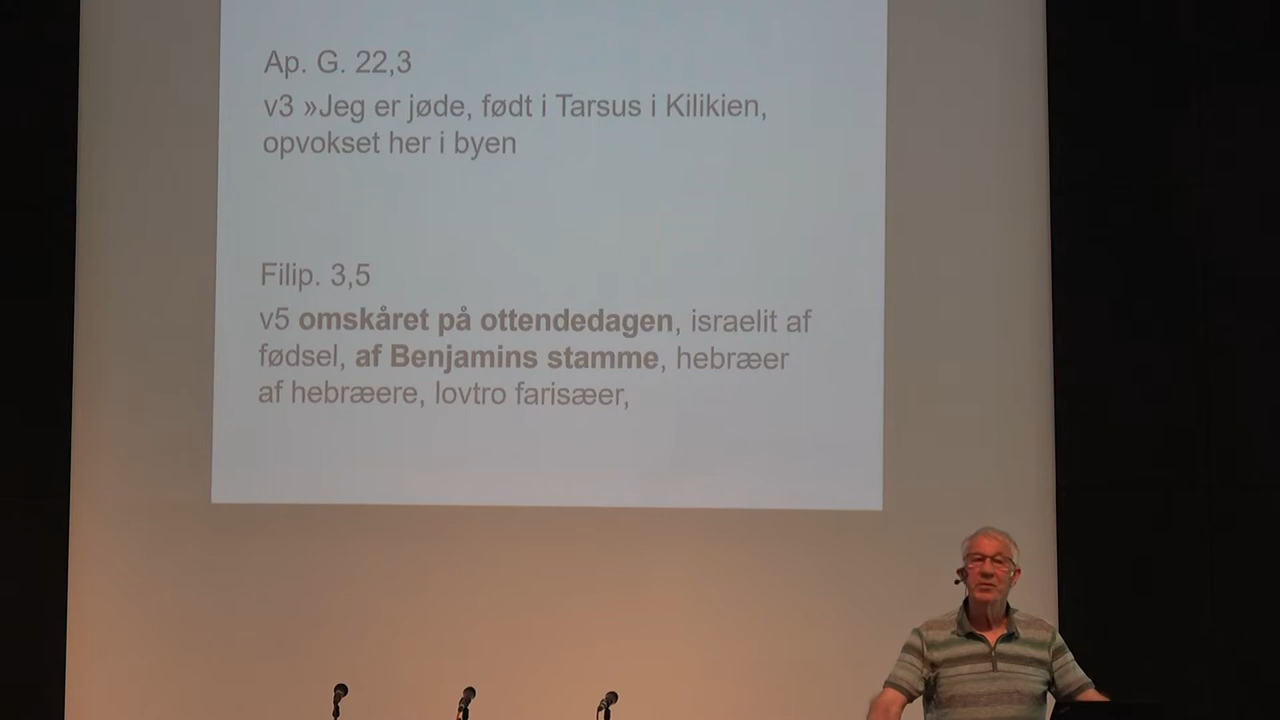 Ap. G. 22,3
v3 »Jeg er jøde, født i Tarsus i Kilikien,
opvokset her i byen
Filip. 3,5
v5 omskåret på ottendedagen, israelit af
fødsel, af Benjamins stamme, hebræer
af hebræere, lovtro farisæer,